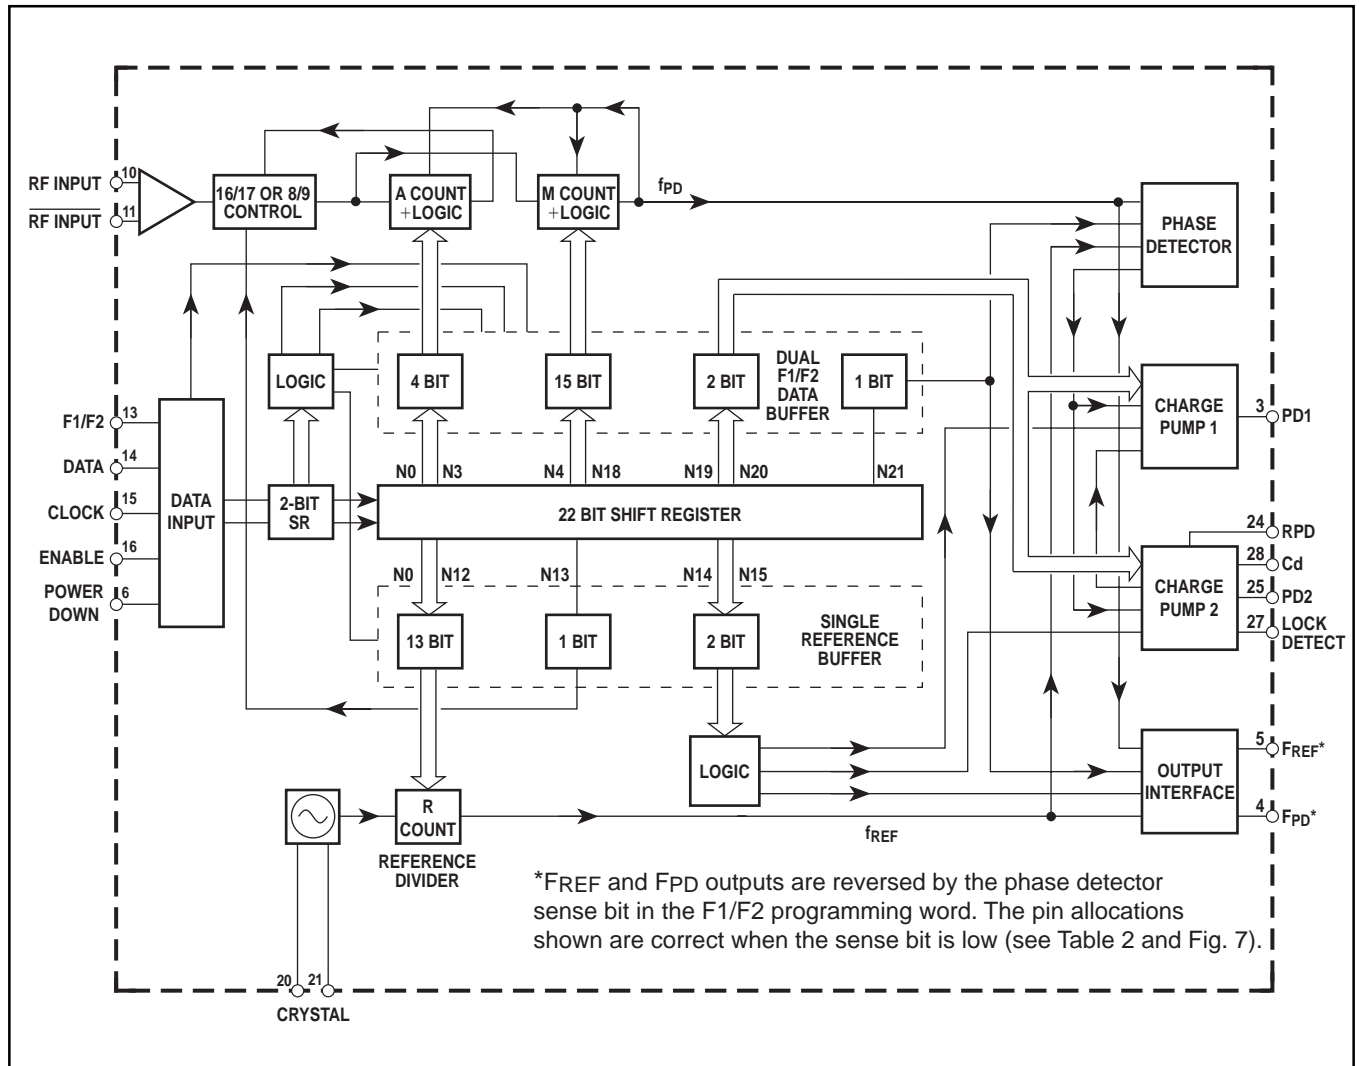 10
RF INPUT
11
RF INPUT
16/17 OR 8/9
CONTROL
A COUNT
+LOGIC
M COUNT
+LOGIC
fPD
PHASE
DETECTOR
LOGIC
4 BIT
15 BIT
2 BIT
DUAL
F1/F2
DATA
BUFFER
1 BIT
CHARGE
PUMP 1
3
PD1
F1/F2
13
DATA
14
CLOCK
15
ENABLE
16
POWER
DOWN
6
DATA
INPUT
2-BIT
SR
N0 N3
N4 N18
N19 N20
N21
22 BIT SHIFT REGISTER
N0 N12
N13
N14 N15
13 BIT
1 BIT
2 BIT
SINGLE
REFERENCE
BUFFER
CHARGE
PUMP 2
24
RPD
28
Cd
25
PD2
27
LOCK
DETECT
LOGIC
OUTPUT
INTERFACE
5
FREF*
4
FPD*
R
COUNT
REFERENCE
DIVIDER
fREF
*FREF and FPD outputs are reversed by the phase detector
sense bit in the F1/F2 programming word. The pin allocations
shown are correct when the sense bit is low (see Table 2 and Fig. 7).
20 21
CRYSTAL